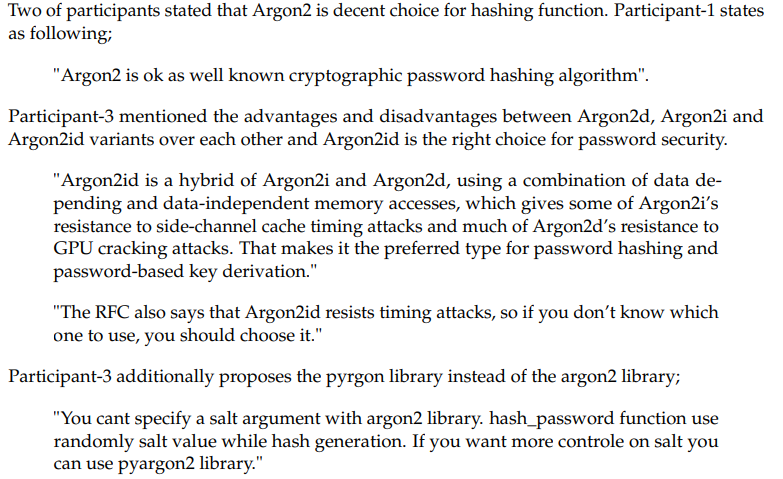 Two of participants stated that Argon2 is decent choice for hashing function. Participant-1 states
as following;
"Argon2 is ok as well known cryptographic password hashing algorithm".
Participant-3 mentioned the advantages and disadvantages between Argon2d, Argon2i and
Argon2id variants over each other and Argon2id is the right choice for password security.
"Argon2id is a hybrid of Argon2i and Argon2d, using a combination of data de-
pending and data-independent memory accesses, which gives some of Argon2i's
resistance to side-channel cache timing attacks and much of Argon2d's resistance to
GPU cracking attacks. That makes it the preferred type for password hashing and
password-based key derivation."
"The RFC also says that Argon2id resists timing attacks, so if you don't know which
one to use, you should choose it."
Participant-3 additionally proposes the pyrgon library instead of the argon2 library;
"You cant specify a salt argument with argon2 library. hash_password function use
randomly salt value while hash generation. If you want more controle on salt you
can use pyargon2 library."